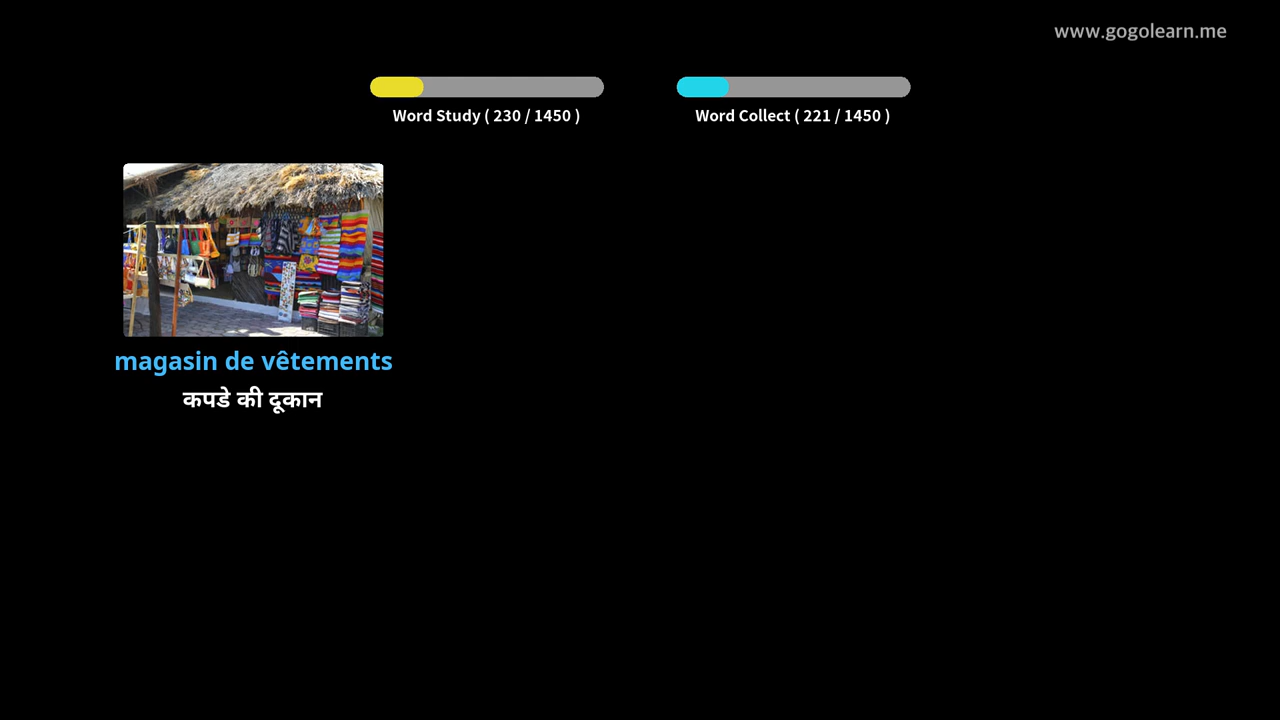 www.gogolearn.me
Word Study ( 230 / 1450 )
Word Collect ( 221 / 1450 )
magasin de vêtements
कपडे की दूकान